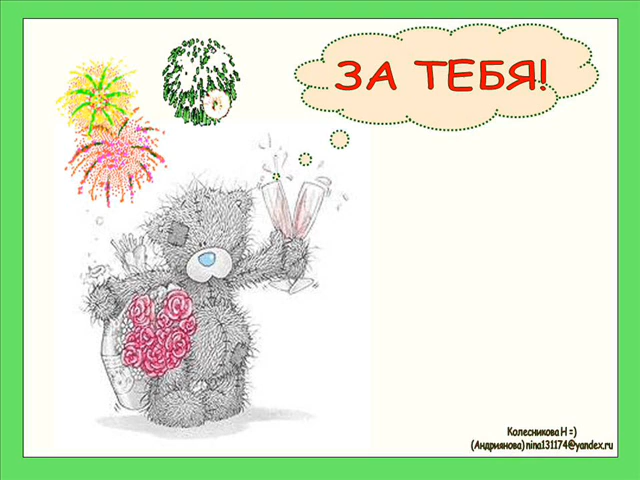 ЗА ТЕБЯ!
Колесникова Н =)
(Андриянова) nina131174@yandex.ru